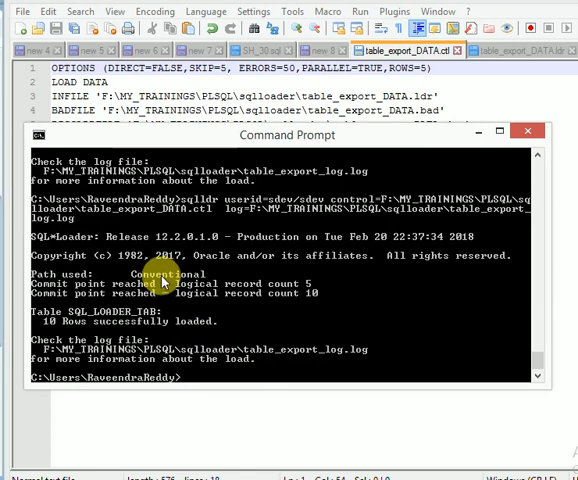 File Edit Search View Encoding Language Settings Tools Macro Run Plugins Window ?
new 4 new 5 new 6 new 7 SH_30.sql new 8 table_export_DATA.ctl table_export_DATA.ldr
1 OPTIONS (DIRECT=FALSE,SKIP=5, ERRORS=50,PARALLEL=TRUE,ROWS=5)
2 LOAD DATA
3 INFILE 'F:\MY_TRAININGS\PLSQL\sqlloader\table_export_DATA.ldr'
4 BADFILE 'F:\MY_TRAININGS\PLSQL\sqlloader\table_export_DATA.bad'
Command Prompt
Check the log file:
F:\MY_TRAININGS\PLSQL\sqlloader\table_export_log.log
for more information about the load.
C:\Users\RaveendraReddy>sqlldr userid=sdev/sdev control=F:\MY_TRAININGS\PLSQL\sq
lloader\table_export_DATA.ctl log=F:\MY_TRAININGS\PLSQL\sqlloader\table_export_
log.log
SQL*Loader: Release 12.2.0.1.0 - Production on Tue Feb 20 22:37:34 2018
Copyright (c) 1982, 2017, Oracle and/or its affiliates. All rights reserved.
Path used: Conventional
Commit point reached - logical record count 5
Commit point reached - logical record count 10
Table SQL_LOADER_TAB:
10 Rows successfully loaded.
Check the log file:
F:\MY_TRAININGS\PLSQL\sqlloader\table_export_log.log
for more information about the load.
C:\Users\RaveendraReddy>